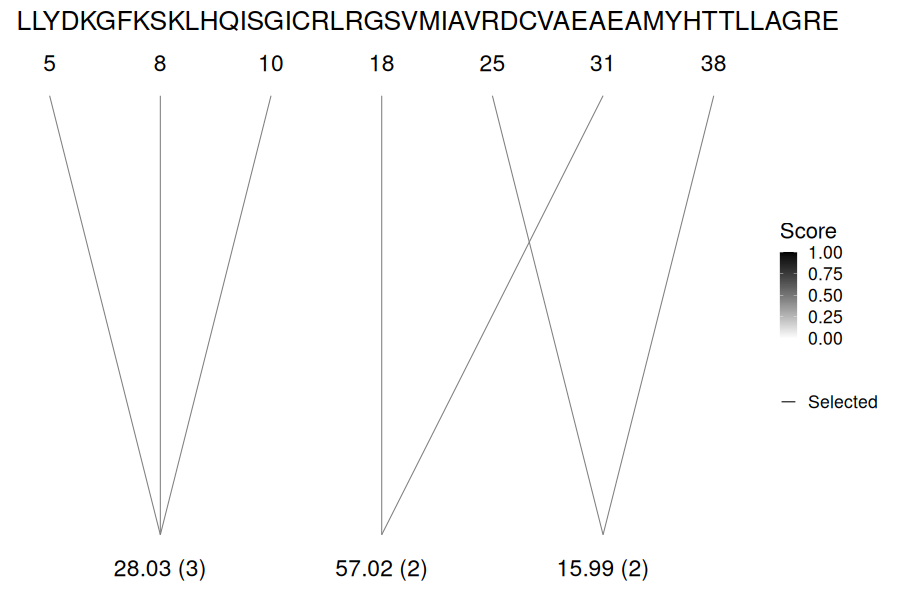 LLYDKGFKSKLHQISGICRLRGSVMIAVRDCVAEAEAMYHTTLLAGRE
5 8 10 18 25 31 38
Score
1.00
0.75
0.50
0.25
0.00
Selected
28.03 (3) 57.02 (2) 15.99 (2)